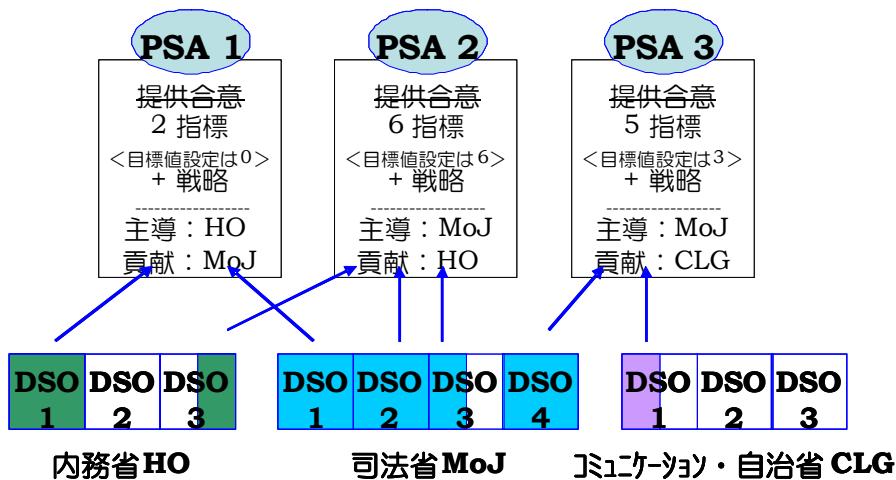 PSA 1
提供合意
2 指標
<目標値設定は0>
+ 戦略
--------------------
主導：HO
貢献：MoJ
PSA 2
提供合意
6 指標
<目標値設定は6>
+ 戦略
--------------------
主導：MoJ
貢献：HO
PSA 3
提供合意
5 指標
<目標値設定は3>
+ 戦略
--------------------
主導：MoJ
貢献：CLG
DSO 1
DSO 2
DSO 3
内務省HO
DSO 1
DSO 2
DSO 3
DSO 4
司法省MoJ
DSO 1
DSO 2
DSO 3
ｺﾐｭﾆｹｰｼｮﾝ・自治省 CLG